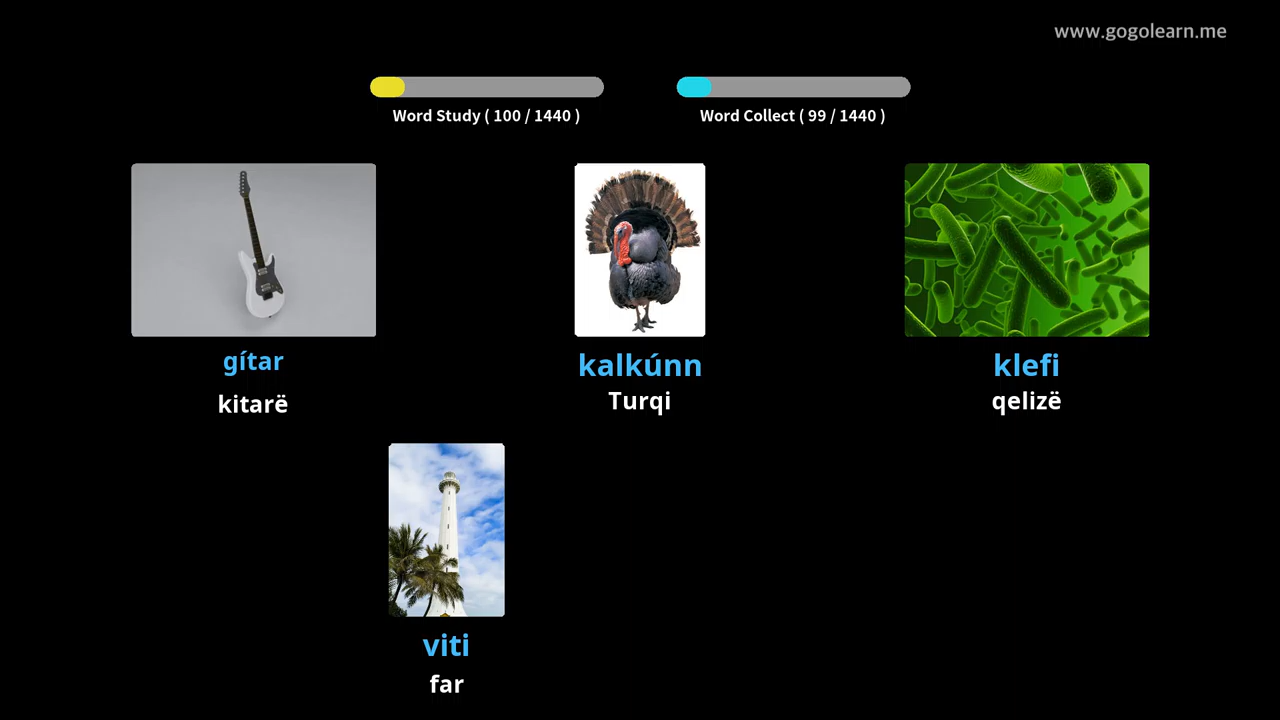 www.gogolearn.me
Word Study ( 100 / 1440 )
Word Collect ( 99 / 1440 )
gítar
kalkúnn
klefi
kitarë
Turqi
qelizë
viti
far